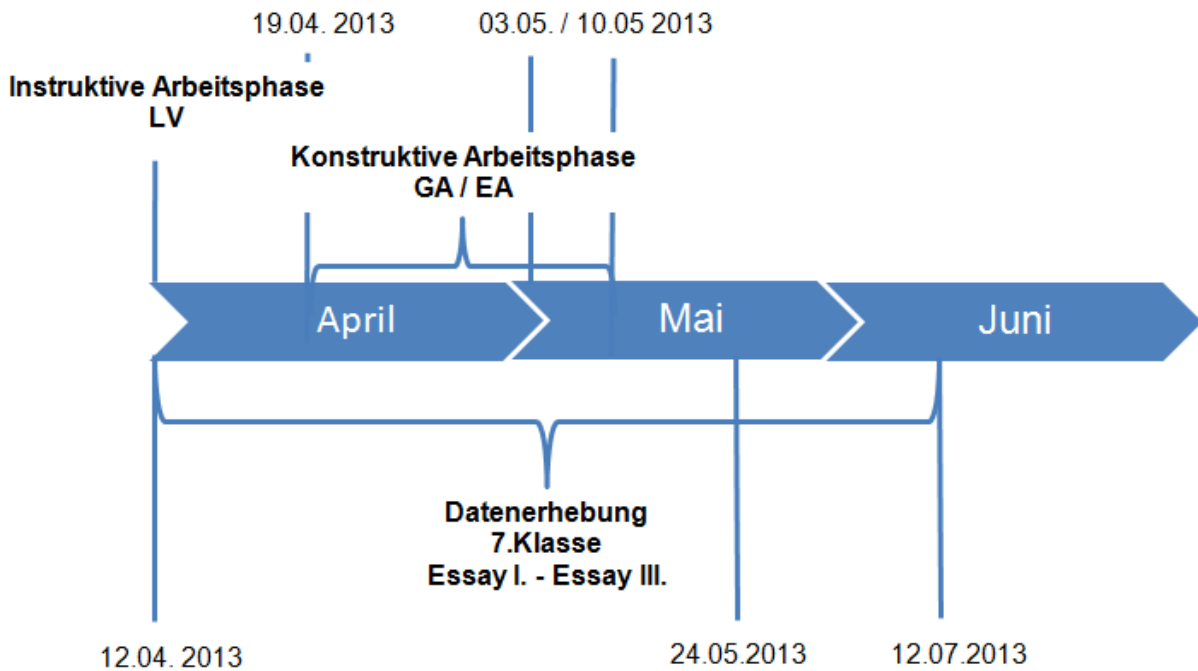 19.04. 2013
03.05. / 10.05 2013
Instruktive Arbeitsphase
LV
Konstruktive Arbeitsphase
GA / EA
April
Mai
Juni
Datenerhebung
7.Klasse
Essay I. - Essay III.
12.04. 2013
24.05.2013
12.07.2013